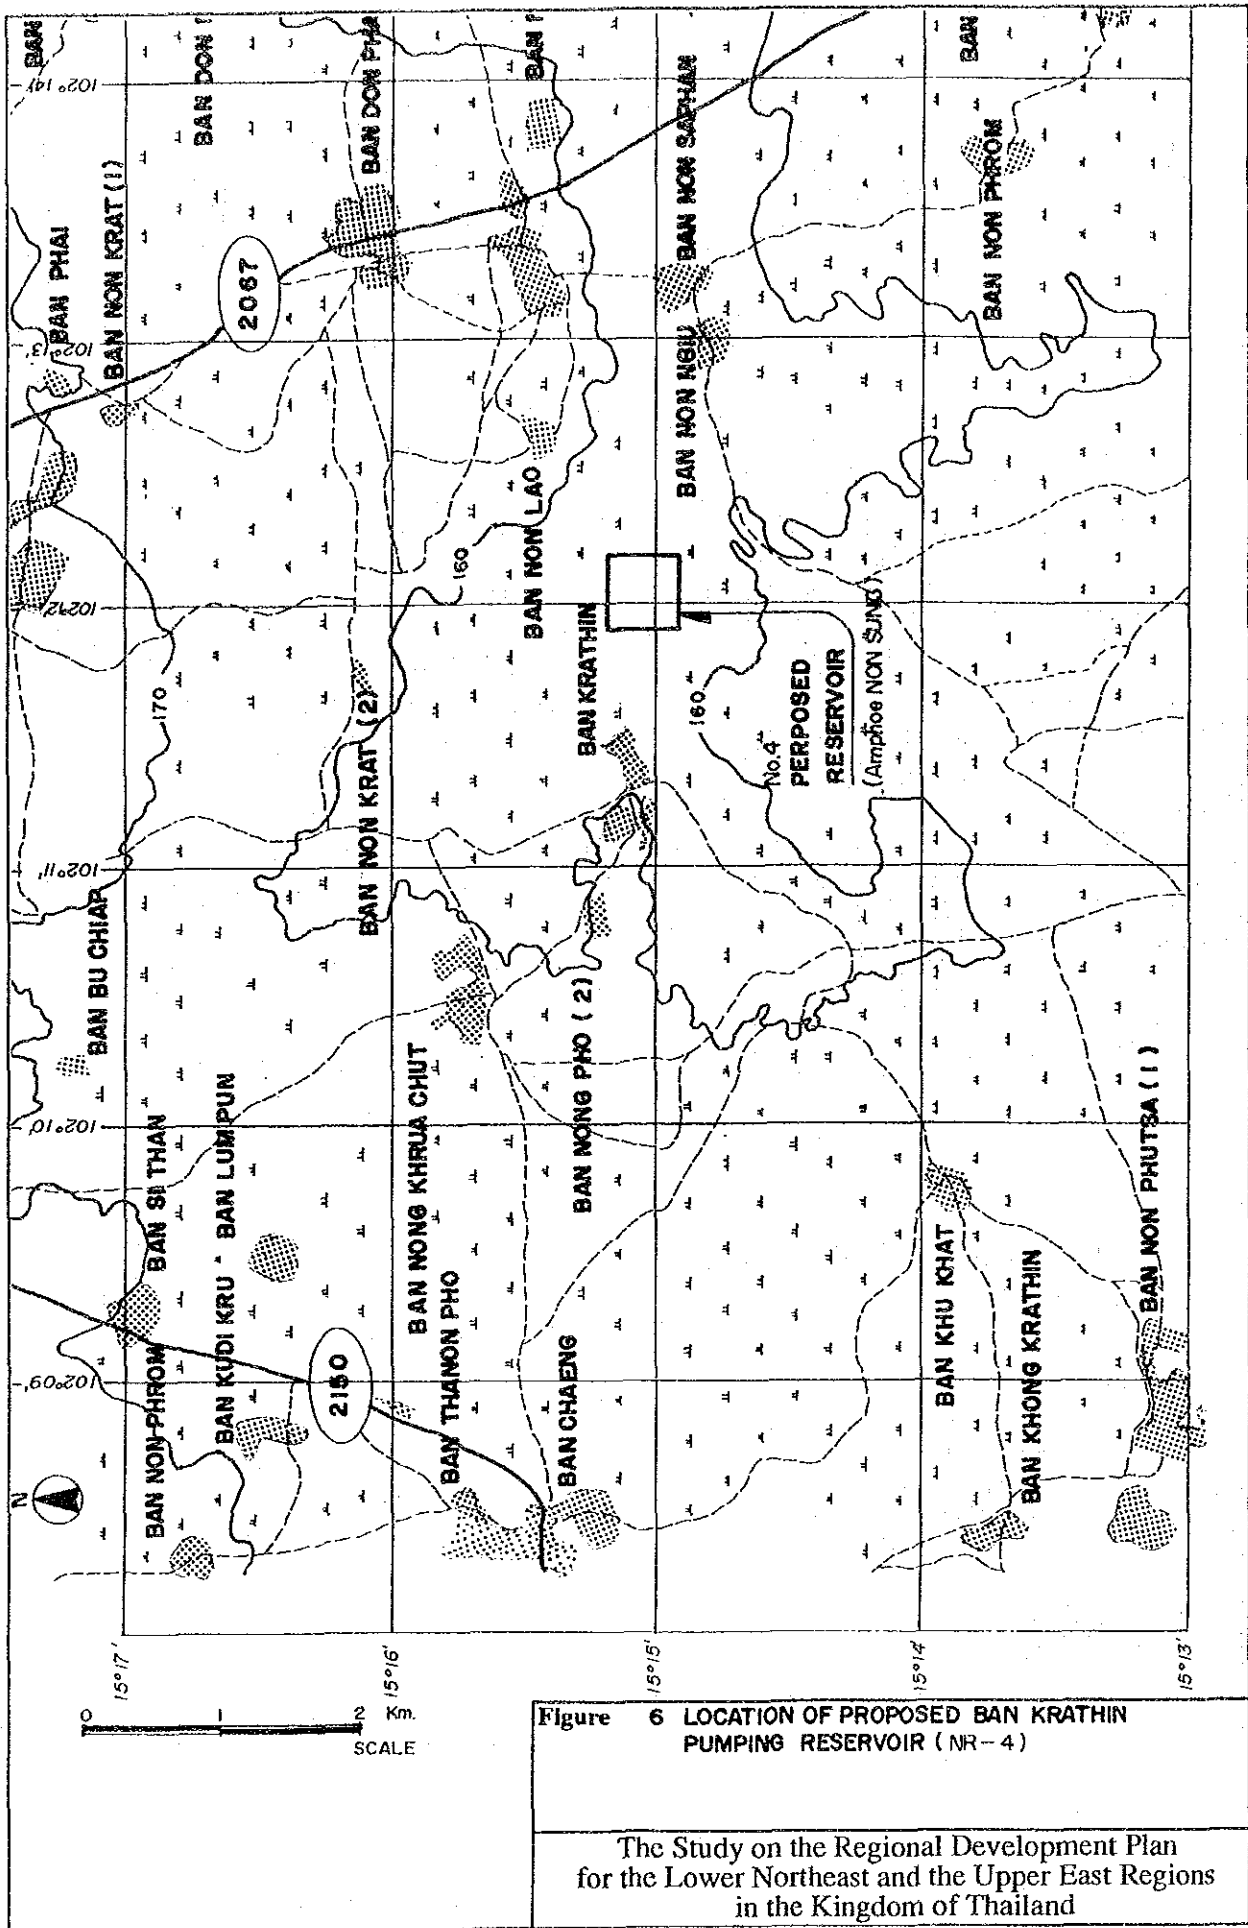 BAN
BAN DON
BAN DON PHA
BAN
BAN
102°14'
BAN PHAI
BAN NON KRAT (1)
2067
BAN NON SAPHAN
BAN NON PHROM
102°13'
BAN NON NGIU
BAN NON LAO
160
102°12'
BAN KRATHIN
170
BAN NON KRAT (2)
160
No.4
PERPOSED
RESERVOIR
(Amphoe NON SUNG)
102°11'
BAN BU CHIAP
BAN NONG PHO (2)
BAN NONG KHRUA CHUT
102°10'
BAN SI THAN
BAN LUM PUN
BAN NON PHUTSA (1)
BAN KUDI KRU
BAN THANON PHO
BAN CHAENG
BAN KHU KHAT
BAN KHONG KRATHIN
2150
102°09'
BAN NON PHROM
N
15°17'
15°16'
15°15'
15°14'
15°13'
0 1 2 Km.
SCALE
Figure 6 LOCATION OF PROPOSED BAN KRATHIN
PUMPING RESERVOIR (NR-4)
The Study on the Regional Development Plan
for the Lower Northeast and the Upper East Regions
in the Kingdom of Thailand